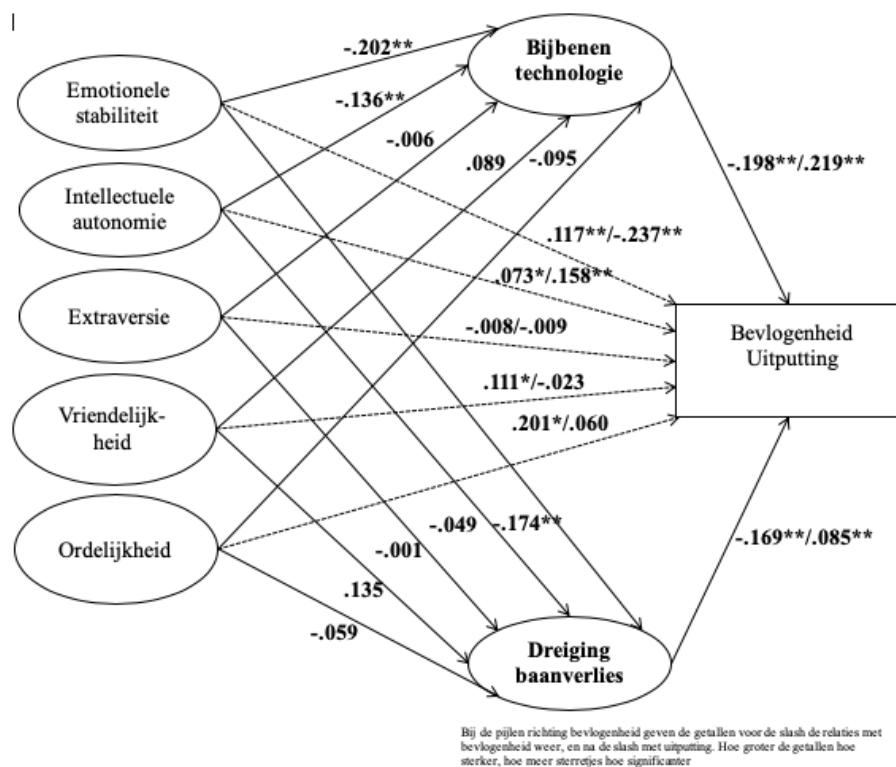 |
Emotionele
stabiliteit
Intellectuele
autonomie
Extraversie
Vriendelijk-
heid
Ordelijkheid
Bijbenen
technologie
-.202**
-.136**
-.006
.089
-.095
-.198**/.219**
.117**/-.237**
.073*/.158**
-.008/-.009
.111*/-.023
.201*/.060
Bevlogenheid
Uitputting
-.174**
-.049
-.001
.135
-.059
-.169**/.085**
Dreiging
baanverlies
Bij de pijlen richting bevlogenheid geven de getallen voor de slash de relaties met
bevlogenheid weer, en na de slash met uitputting. Hoe groter de getallen hoe
sterker, hoe meer sterretjes hoe significanter